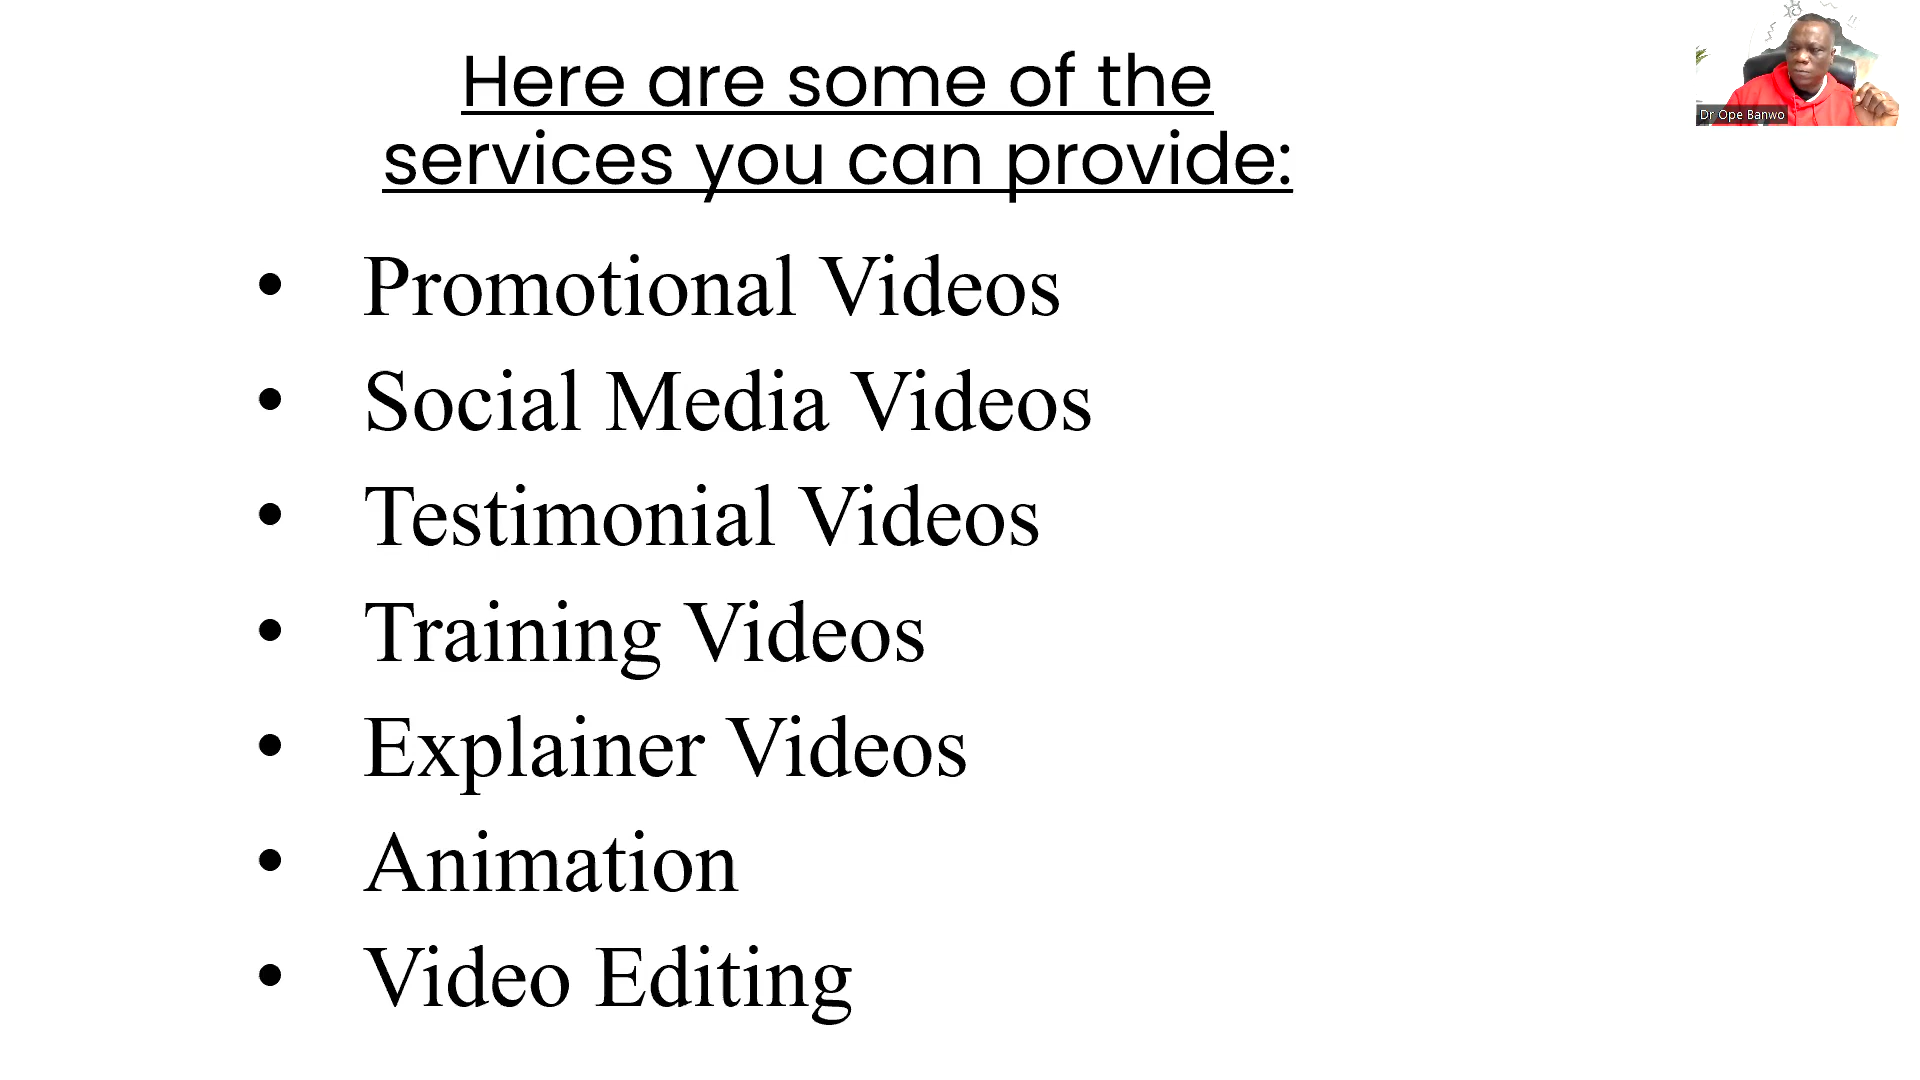 Here are some of the
services you can provide:
• Promotional Videos
• Social Media Videos
• Testimonial Videos
• Training Videos
• Explainer Videos
• Animation
• Video Editing
Dr Ope Banwo